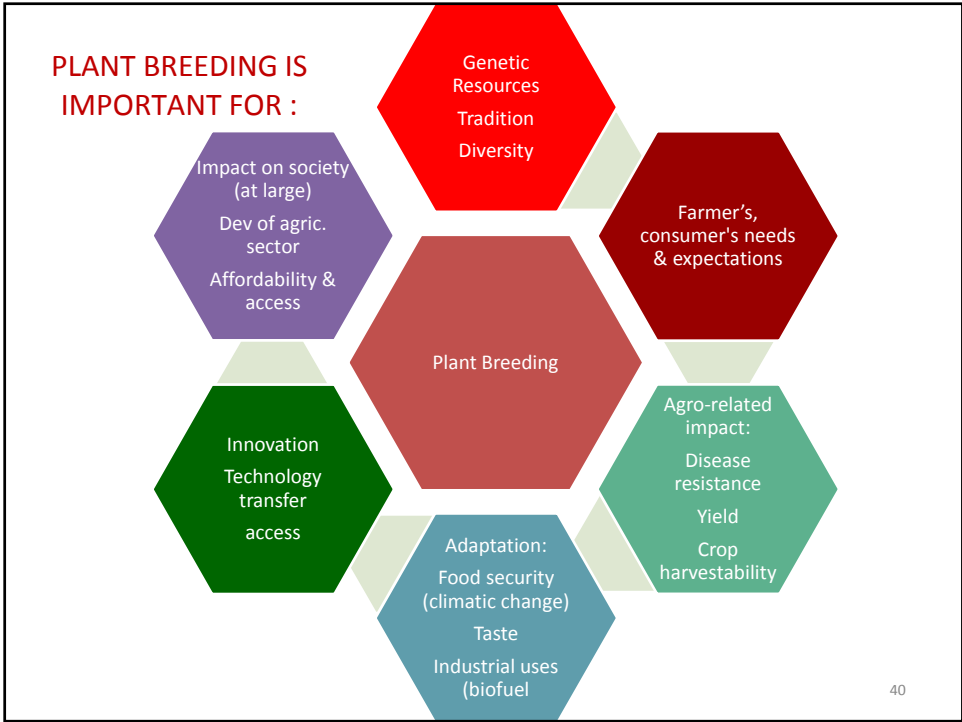 PLANT BREEDING IS
IMPORTANT FOR :
Genetic
Resources
Tradition
Diversity
Farmer’s,
consumer's needs
& expectations
Agro-related
impact:
Disease
resistance
Yield
Crop
harvestability
Adaptation:
Food security
(climatic change)
Taste
Industrial uses
(biofuel
Innovation
Technology
transfer
access
Impact on society
(at large)
Dev of agric.
sector
Affordability &
access
Plant Breeding
40